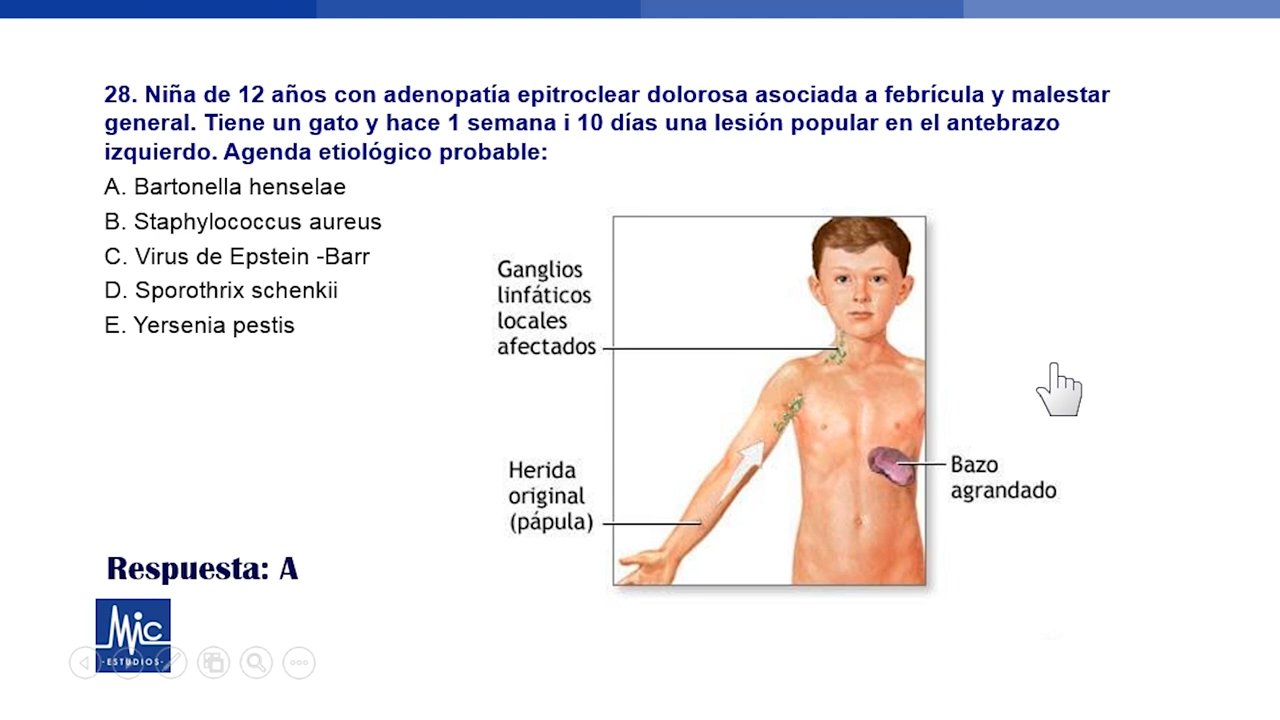 28. Niña de 12 años con adenopatía epitroclear dolorosa asociada a febrícula y malestar
general. Tiene un gato y hace 1 semana i 10 días una lesión popular en el antebrazo
izquierdo. Agenda etiológico probable:
A. Bartonella henselae
B. Staphylococcus aureus
C. Virus de Epstein -Barr
D. Sporothrix schenkii
E. Yersenia pestis
Ganglios
linfáticos
locales
afectados
Herida
original
(pápula)
Bazo
agrandado
Respuesta: A
Mic
-ESTUDIOS-